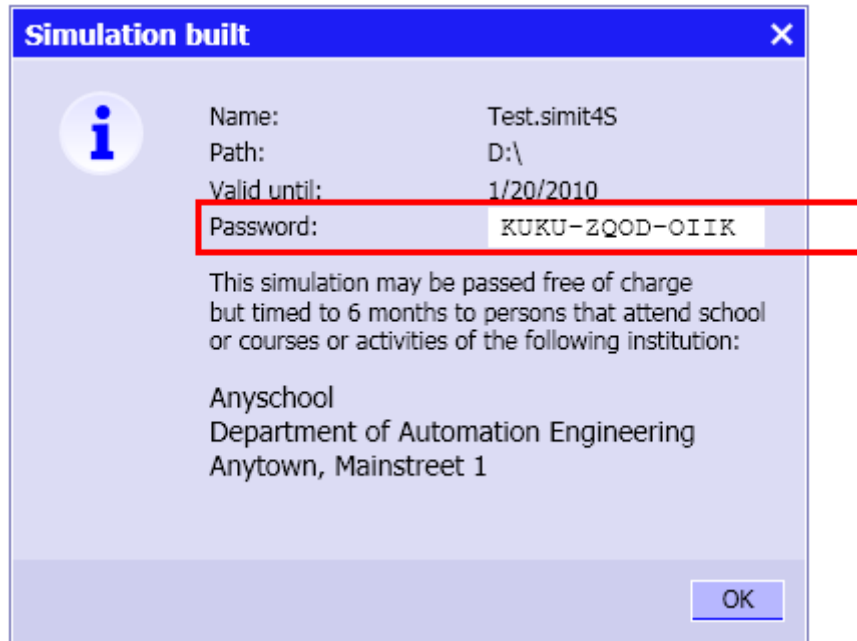 Simulation built
Name: Test.simit4S
Path: D:\
Valid until: 1/20/2010
Password: KUKU-ZQOD-OIIK
This simulation may be passed free of charge
but timed to 6 months to persons that attend school
or courses or activities of the following institution:
Anyschool
Department of Automation Engineering
Anytown, Mainstreet 1
OK